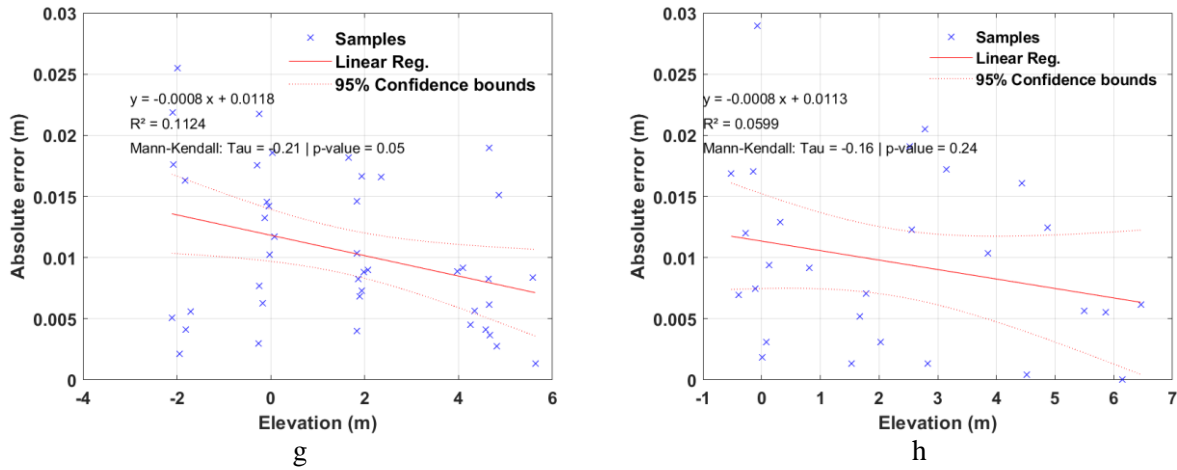 0.03
0.025
0.02
0.015
0.01
0.005
0
Absolute error (m)
Samples
Linear Reg.
95% Confidence bounds
y = -0.0008 x + 0.0118
R² = 0.1124
Mann-Kendall: Tau = -0.21 | p-value = 0.05
-4 -2 0 2 4 6
Elevation (m)
g
0.03
0.025
0.02
0.015
0.01
0.005
0
Absolute error (m)
Samples
Linear Reg.
95% Confidence bounds
y = -0.0008 x + 0.0113
R² = 0.0599
Mann-Kendall: Tau = -0.16 | p-value = 0.24
-1 0 1 2 3 4 5 6 7
Elevation (m)
h